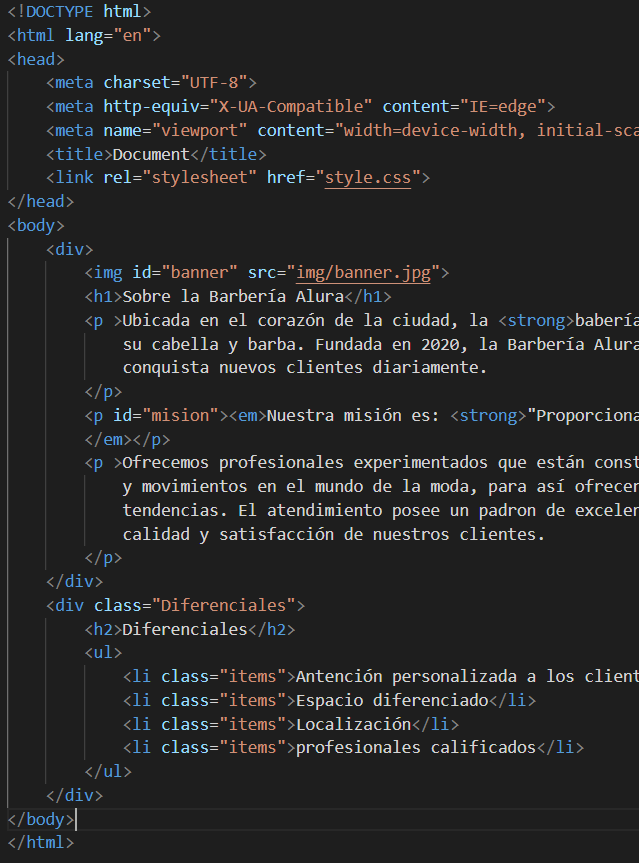 <!DOCTYPE html>
<html lang="en">
<head>
    <meta charset="UTF-8">
    <meta http-equiv="X-UA-Compatible" content="IE=edge">
    <meta name="viewport" content="width=device-width,
    <title>Document</title>
    <link rel="stylesheet" href="style.css">
</head>
<body>
    <div>
        <img id="banner" src="img/banner.jpg">
        <h1>Sobre la Barbería Alura</h1>
        <p >Ubicada en el corazón de la ciudad, la <strong>babería
            su cabella y barba. Fundada en 2020, la Barbería Alura
            conquista nuevos clientes diariamente.
        </p>
        <p id="mision"><em>Nuestra misión es: <strong>"Proporciona
        </em></p>
        <p >Ofrecemos profesionales experimentados que están const
            y movimientos en el mundo de la moda, para así ofrecer
            tendencias. El atendimiento posee un padron de excelen
            calidad y satisfacción de nuestros clientes.
        </p>
    </div>
    <div class="Diferenciales">
        <h2>Diferenciales</h2>
        <ul>
            <li class="items">Antención personalizada a los client
            <li class="items">Espacio diferenciado</li>
            <li class="items">Localización</li>
            <li class="items">profesionales calificados</li>
        </ul>
    </div>
</body>
</html>